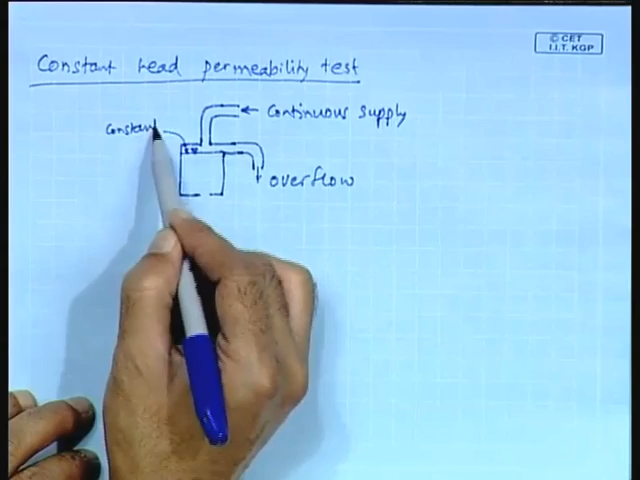 © CET
I.I.T. KGP
Constant head permeability test
Continuous supply
Constant
overflow